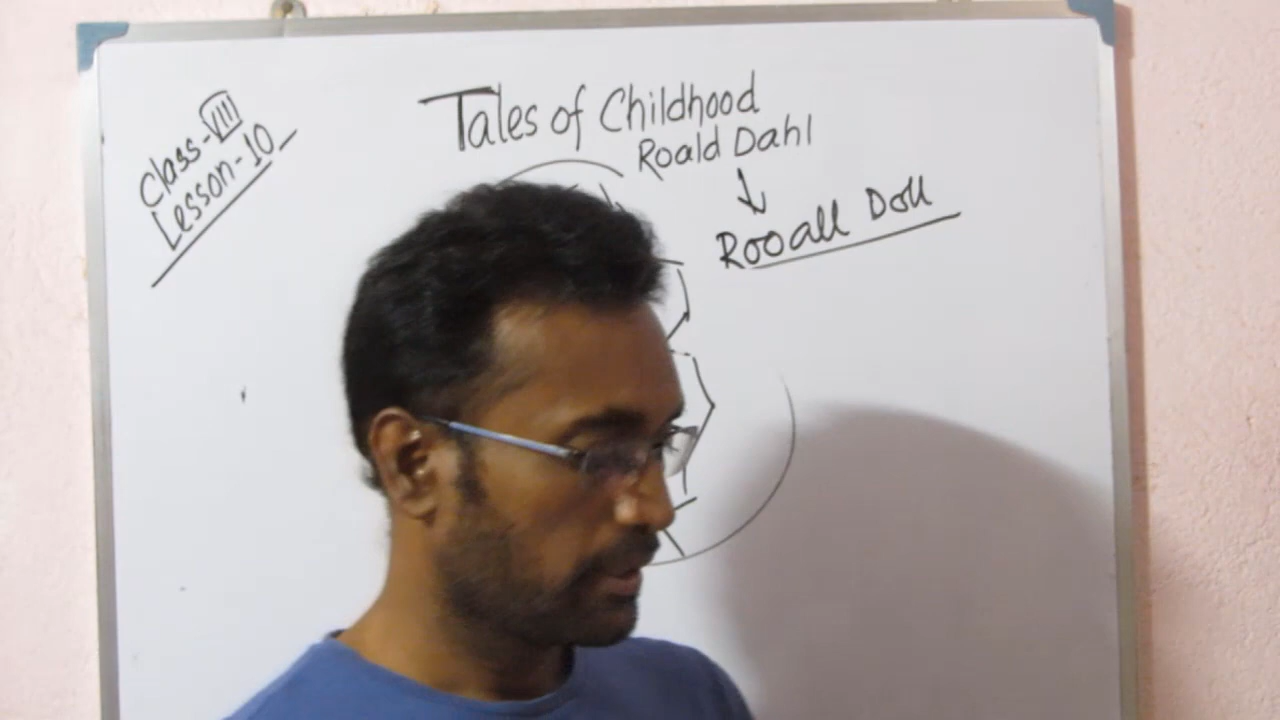 Class-VIII
Lesson-10
Tales of Childhood
Roald Dahl
Rooall Doll